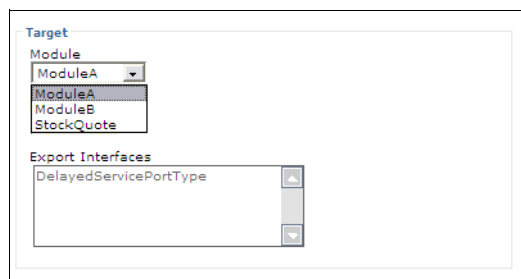 Target
Module
ModuleA
ModuleA
ModuleB
StockQuote
Export Interfaces
DelayedServicePortType